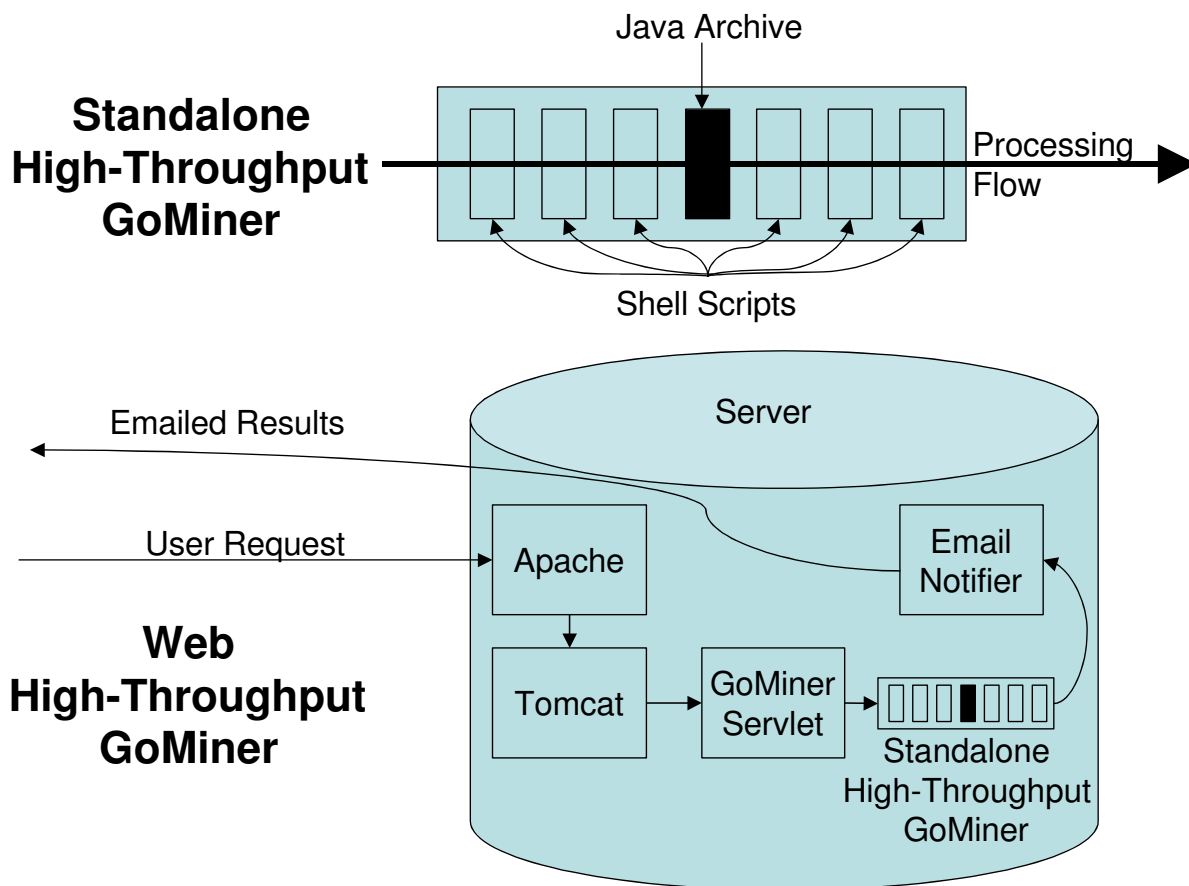 Java Archive
Standalone
High-Throughput
GoMiner
Processing
Flow
Shell Scripts
Server
Emailed Results
User Request
Apache
Email
Notifier
Web
High-Throughput
GoMiner
Tomcat
GoMiner
Servlet
Standalone
High-Throughput
GoMiner